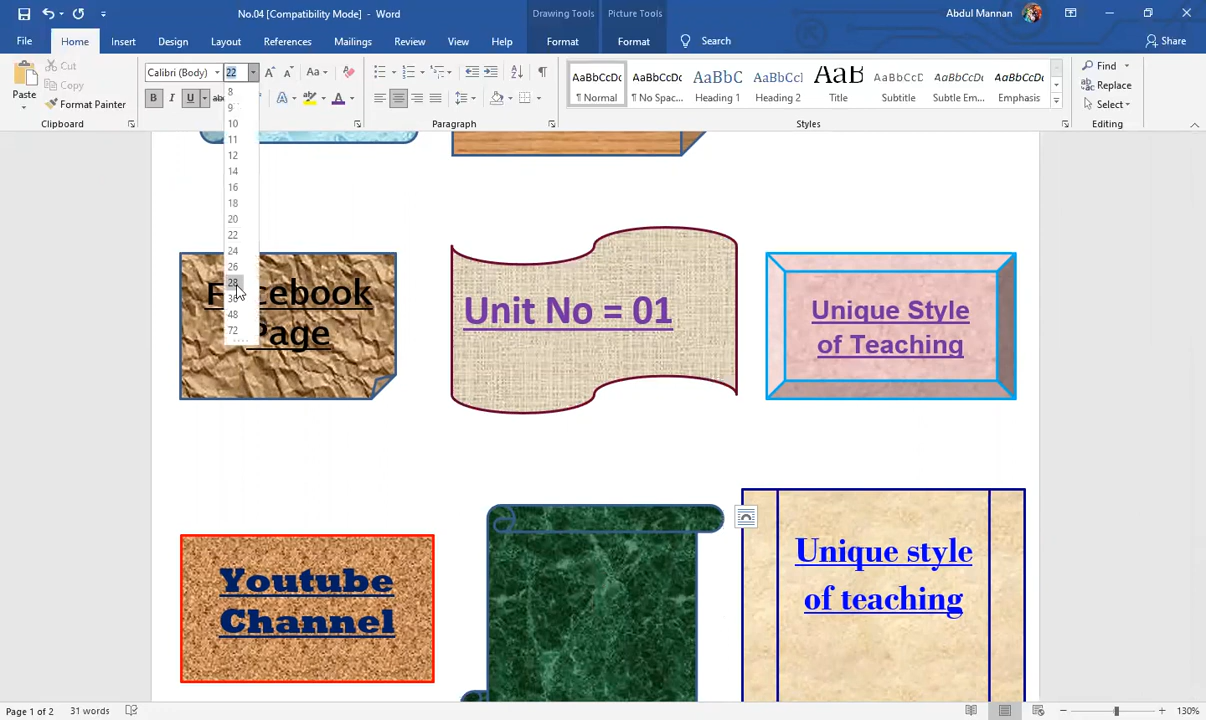 No.04 [Compatibility Mode] - Word
Drawing Tools
Picture Tools
Abdul Mannan
File
Home
Insert
Design
Layout
References
Mailings
Review
View
Help
Format
Format
Search
Share
Paste
Cut
Copy
Format Painter
Clipboard
Calibri (Body)
22
Aa
Paragraph
AaBbCcDc
¶ Normal
AaBbCcDc
¶ No Spac...
AaBbC
Heading 1
AaBbCc
Heading 2
AaB
Title
AaBbCcD
Subtitle
AaBbCcDc
Subtle Em...
AaBbCcDc
Emphasis
Styles
Find
Replace
Select
Editing
8
9
10
11
12
14
16
18
20
22
24
26
28
36
48
72
Facebook
Page
Unit No = 01
Unique Style
of Teaching
Youtube
Channel
Unique style
of teaching
Page 1 of 2
31 words
130%